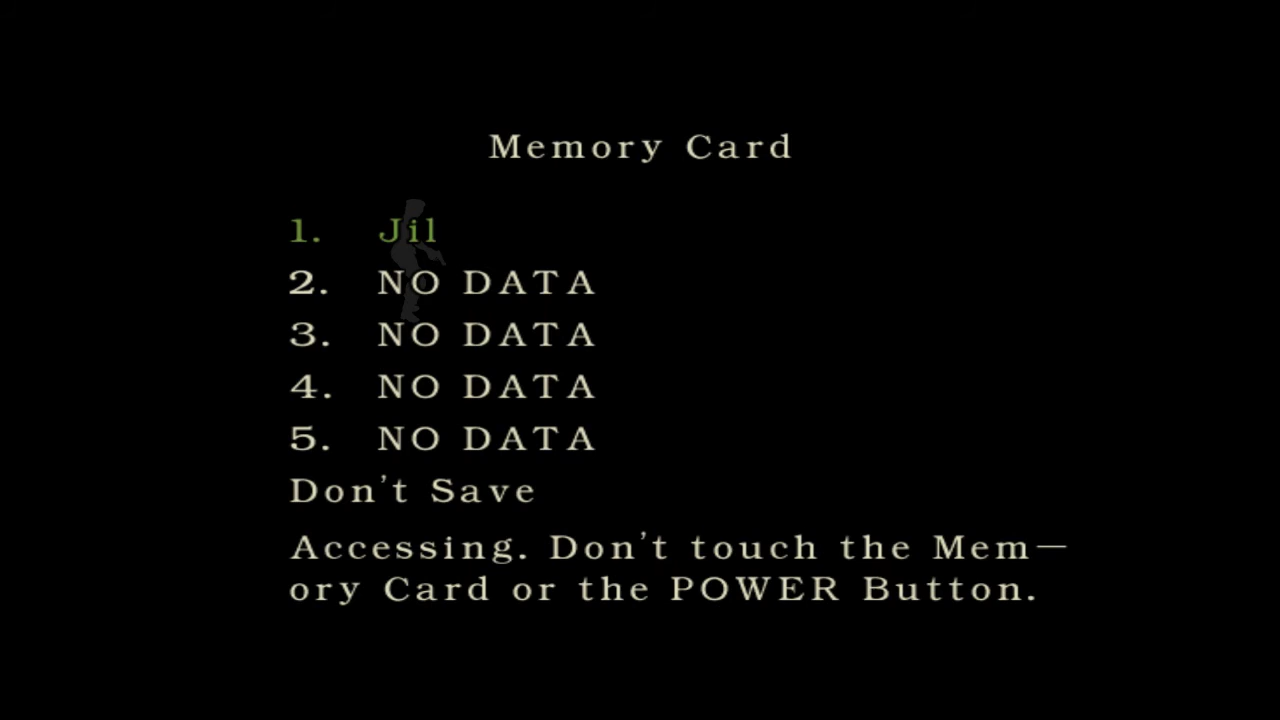 Memory Card
1. Jil
2. NO DATA
3. NO DATA
4. NO DATA
5. NO DATA
Don't Save
Accessing. Don't touch the Mem—
ory Card or the POWER Button.